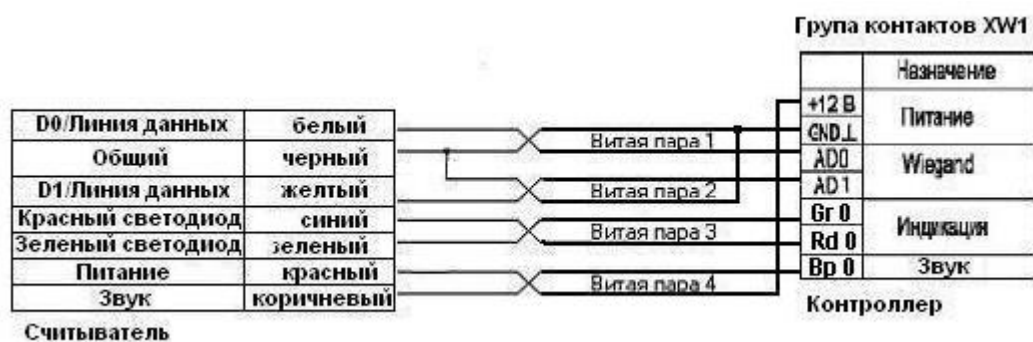 Група контактов XW1
Назначение
+12 В Питание
GND⊥
AD0 Wiegand
AD1
Gr 0 Индикация
Rd 0
Bp 0 Звук
Контроллер
D0/Линия данных белый
Общий черный
D1/Линия данных желтый
Красный светодиод синий
Зеленый светодиод зеленый
Питание красный
Звук коричневый
Считыватель
Витая пара 1
Витая пара 2
Витая пара 3
Витая пара 4